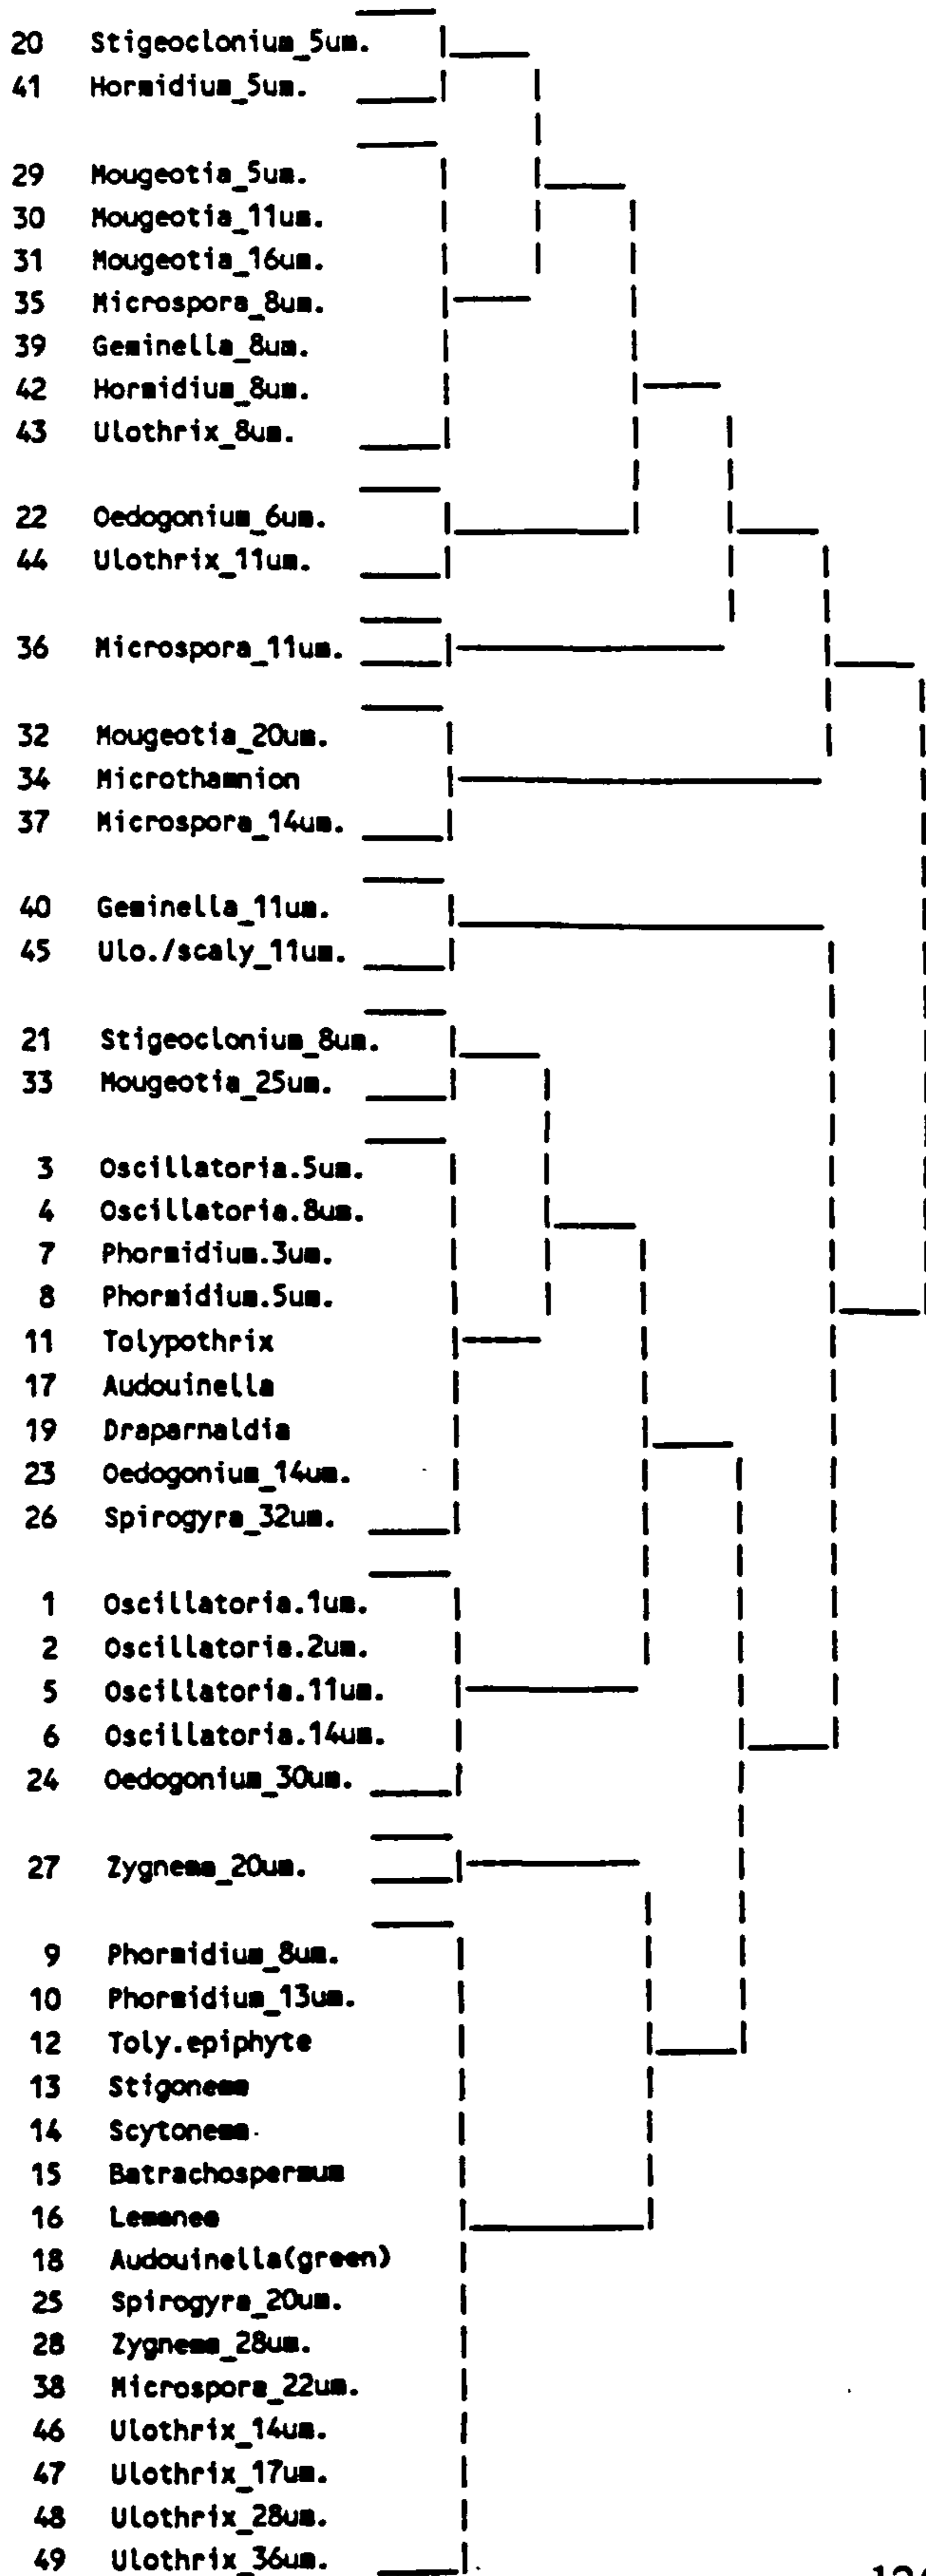 20 Stigeoclonium_5um.
41 Hormidium_5um.
29 Mougeotia_5um.
30 Mougeotia_11um.
31 Mougeotia_16um.
35 Microspora_8um.
39 Geminella_8um.
42 Hormidium_8um.
43 Ulothrix_8um.
22 Oedogonium_6um.
44 Ulothrix_11um.
36 Microspora_11um.
32 Mougeotia_20um.
34 Microthamnion
37 Microspora_14um.
40 Geminella_11um.
45 Ulo./scaly_11um.
21 Stigeoclonium_8um.
33 Mougeotia_25um.
3 Oscillatoria.5um.
4 Oscillatoria.8um.
7 Phormidium.3um.
8 Phormidium.5um.
11 Tolypothrix
17 Audouinella
19 Draparnaldia
23 Oedogonium_14um.
26 Spirogyra_32um.
1 Oscillatoria.1um.
2 Oscillatoria.2um.
5 Oscillatoria.11um.
6 Oscillatoria.14um.
24 Oedogonium_30um.
27 Zygnema_20um.
9 Phormidium_8um.
10 Phormidium_13um.
12 Toly.epiphyte
13 Stigonema
14 Scytonema
15 Batrachospermum
16 Lemanea
18 Audouinella(green)
25 Spirogyra_20um.
28 Zygnema_28um.
38 Microspora_22um.
46 Ulothrix_14um.
47 Ulothrix_17um.
48 Ulothrix_28um.
49 Ulothrix_36um.